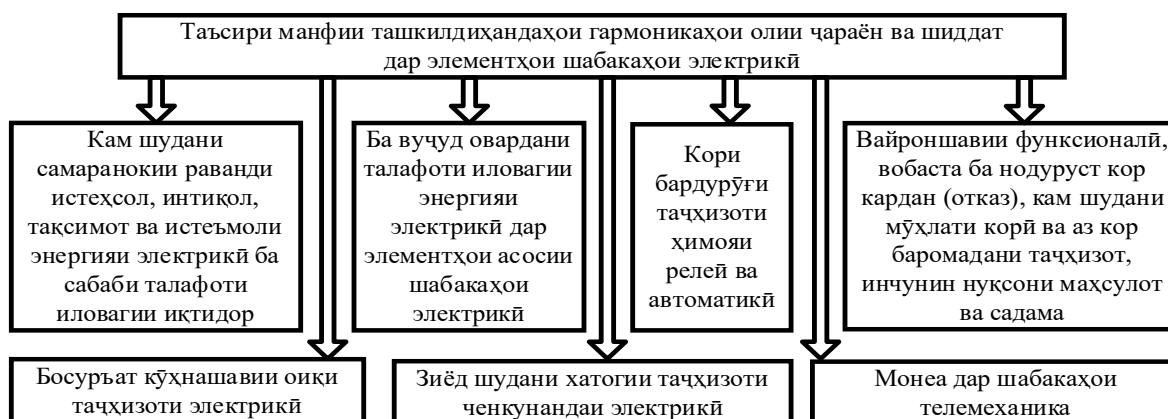 Таъсири манфии ташкилдиҳандаҳои гармоникаҳои олии ҷараён ва шиддат
дар элементҳои шабакаҳои электрикӣ
Кам шудани
самаранокии раванди
истеҳсол, интиқол,
тақсимот ва истеъмоли
энергияи электрикӣ ба
сабаби талафоти
иловагии иқтидор
Ба вуҷуд овардани
талафоти иловагии
энергияи
электрикӣ дар
элементҳои асосии
шабакаҳои
электрикӣ
Кори
бардурӯғи
таҷҳизоти
ҳимояи
релеӣ ва
автоматикӣ
Вайроншавии функсионалӣ,
вобаста ба нодуруст кор
кардан (отказ), кам шудани
мӯҳлати корӣ ва аз кор
баромадани таҷҳизот,
инчунин нуқсони маҳсулот
ва садама
Босуръат кӯҳнашавии оиқи
таҷҳизоти электрикӣ
Зиёд шудани хатогии таҷҳизоти
ченкунандаи электрикӣ
Монеа дар шабакаҳои
телемеханика